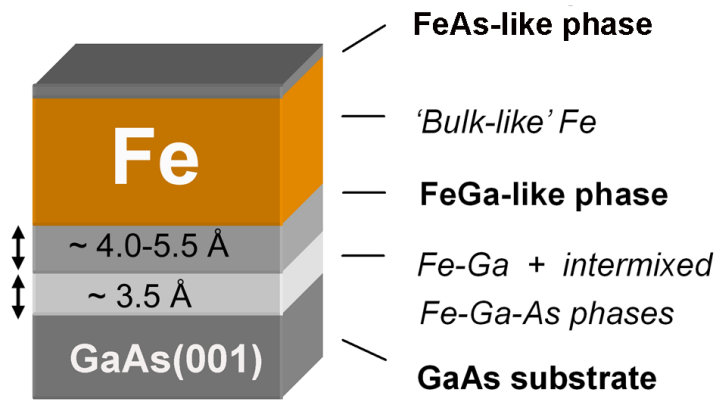 FeAs-like phase
'Bulk-like' Fe
Fe
FeGa-like phase
~ 4.0-5.5 Å
Fe-Ga + intermixed
~ 3.5 Å
Fe-Ga-As phases
GaAs(001)
GaAs substrate